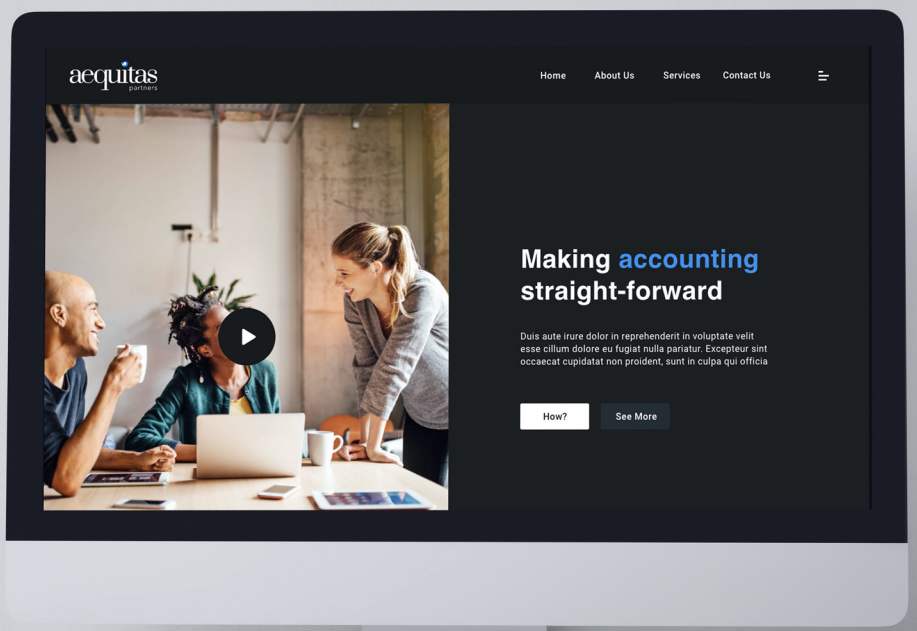 aequitas
partners
Home About Us Services Contact Us
Making accounting
straight-forward
Duis aute irure dolor in reprehenderit in voluptate velit
esse cillum dolore eu fugiat nulla pariatur. Excepteur sint
occaecat cupidatat non proident, sunt in culpa qui officia
How? See More